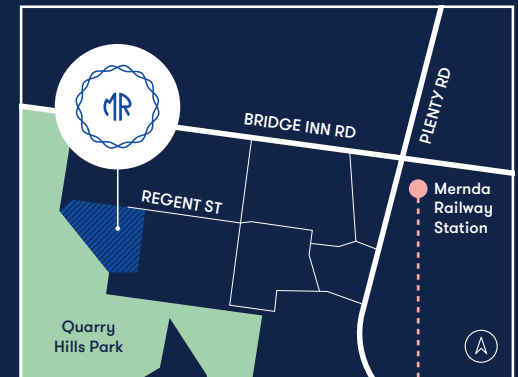 MR
BRIDGE INN RD
PLENTY RD
REGENT ST
Mernda
Railway
Station
Quarry
Hills Park